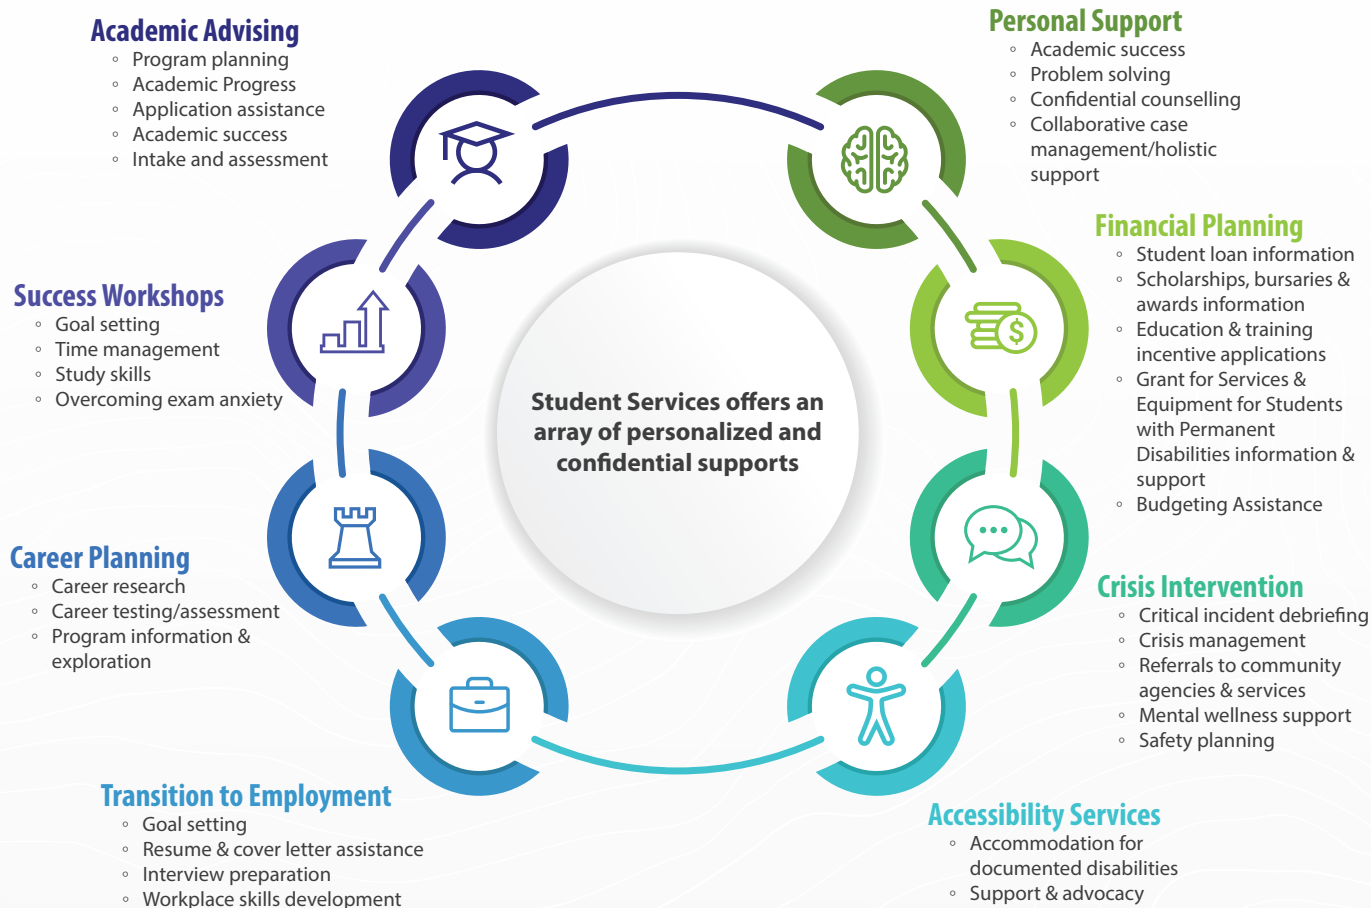 Academic Advising
◦ Program planning
◦ Academic Progress
◦ Application assistance
◦ Academic success
◦ Intake and assessment
Success Workshops
◦ Goal setting
◦ Time management
◦ Study skills
◦ Overcoming exam anxiety
Career Planning
◦ Career research
◦ Career testing/assessment
◦ Program information &
exploration
Transition to Employment
◦ Goal setting
◦ Resume & cover letter assistance
◦ Interview preparation
◦ Workplace skills development
Student Services offers an
array of personalized and
confidential supports
Personal Support
◦ Academic success
◦ Problem solving
◦ Confidential counselling
◦ Collaborative case
management/holistic
support
Financial Planning
◦ Student loan information
◦ Scholarships, bursaries &
awards information
◦ Education & training
incentive applications
◦ Grant for Services &
Equipment for Students
with Permanent
Disabilities information &
support
◦ Budgeting Assistance
$
Crisis Intervention
◦ Critical incident debriefing
◦ Crisis management
◦ Referrals to community
agencies & services
◦ Mental wellness support
◦ Safety planning
Accessibility Services
◦ Accommodation for
documented disabilities
◦ Support & advocacy